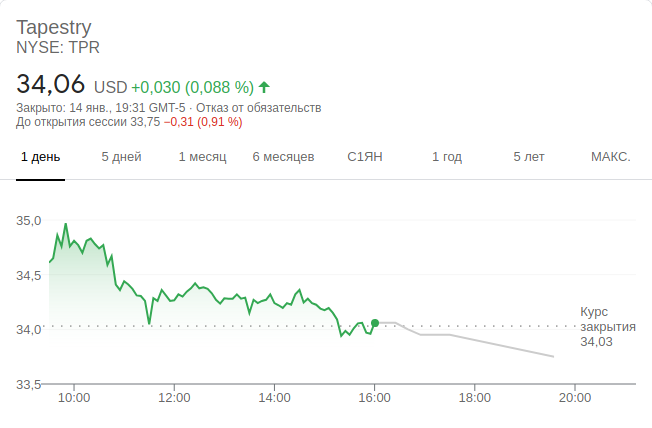 Tapestry
NYSE: TPR
34,06 USD +0,030 (0,088 %)
Закрыто: 14 янв., 19:31 GMT-5 · Отказ от обязательств
До открытия сессии 33,75 −0,31 (0,91 %)
1 день 5 дней 1 месяц 6 месяцев С1ЯН 1 год 5 лет МАКС.
35,0
34,5
34,0
33,5
Курс
закрытия
34,03
10:00 12:00 14:00 16:00 18:00 20:00